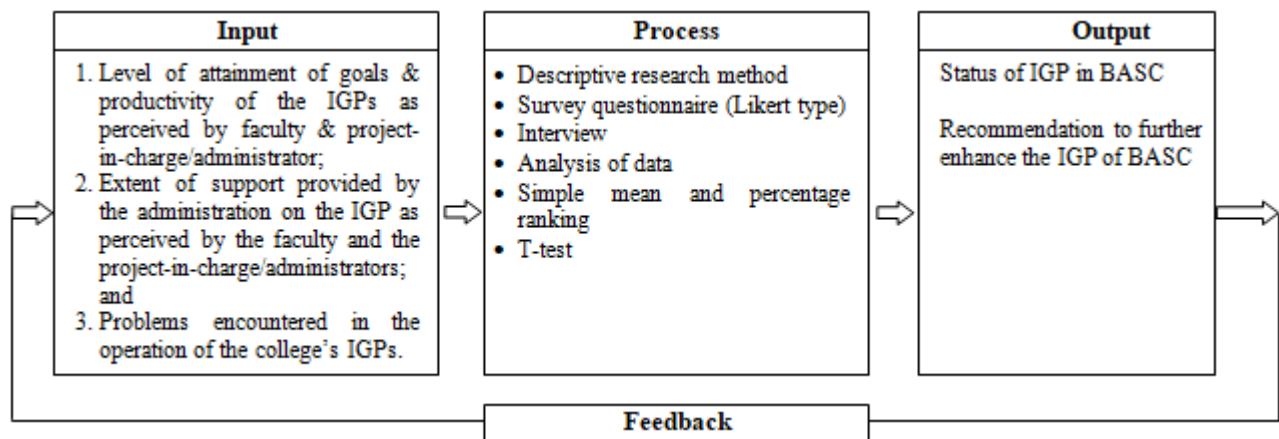 Input
1. Level of attainment of goals &
productivity of the IGPs as
perceived by faculty & project-
in-charge/administrator;
2. Extent of support provided by
the administration on the IGP as
perceived by the faculty and the
project-in-charge/administrators;
and
3. Problems encountered in the
operation of the college's IGPs.
Process
• Descriptive research method
• Survey questionnaire (Likert type)
• Interview
• Analysis of data
• Simple mean and percentage
ranking
• T-test
Output
Status of IGP in BASC
Recommendation to further
enhance the IGP of BASC
Feedback